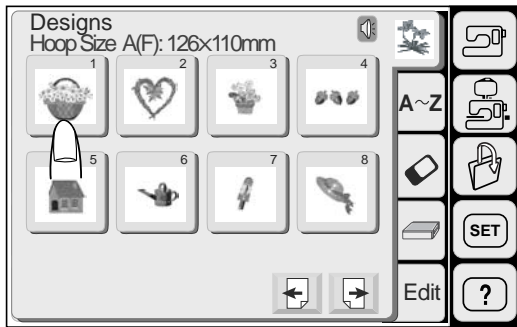 Designs
Hoop Size A(F): 126×110mm
1 2 3 4
A~Z
5 6 7 8
SET
Edit
?